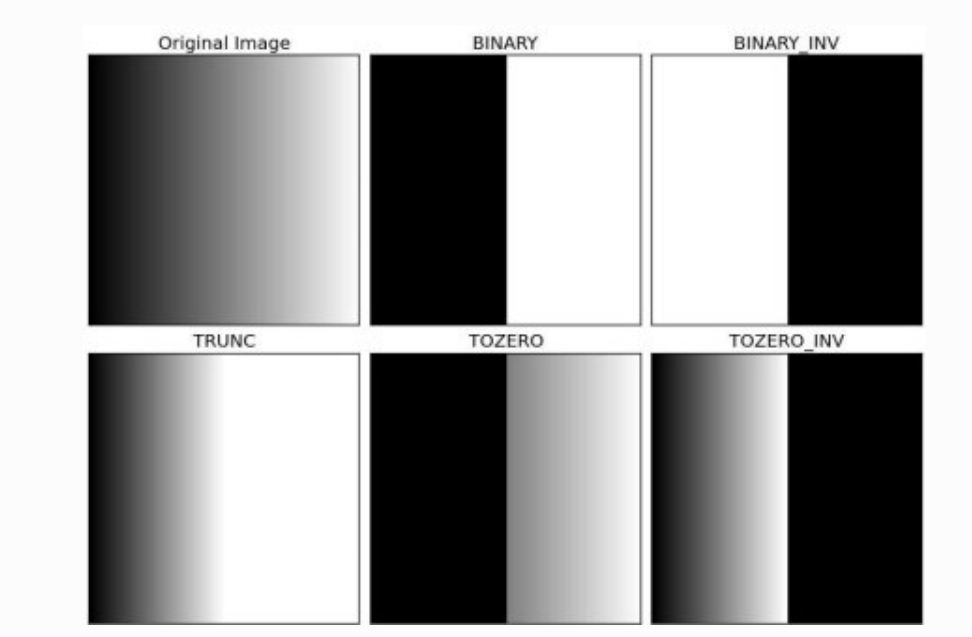 Original Image
BINARY
BINARY_INV
TRUNC
TOZERO
TOZERO_INV